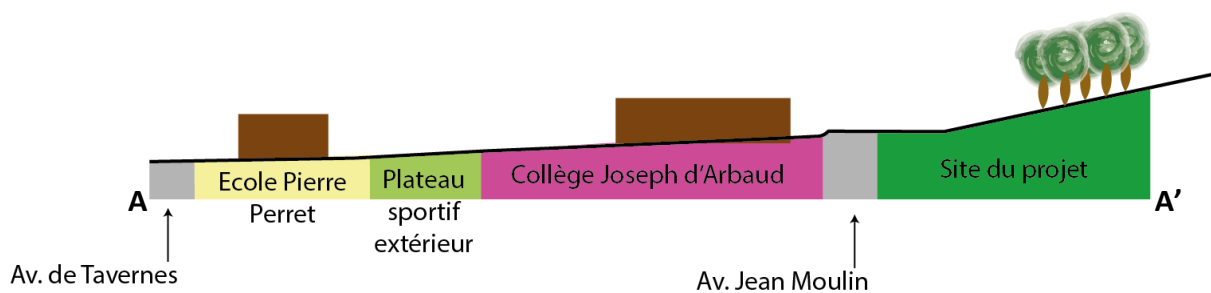 Ecole Pierre
Perret
Plateau
sportif
extérieur
Collège Joseph d'Arbaud
Site du projet
A
A'
Av. de Tavernes
Av. Jean Moulin